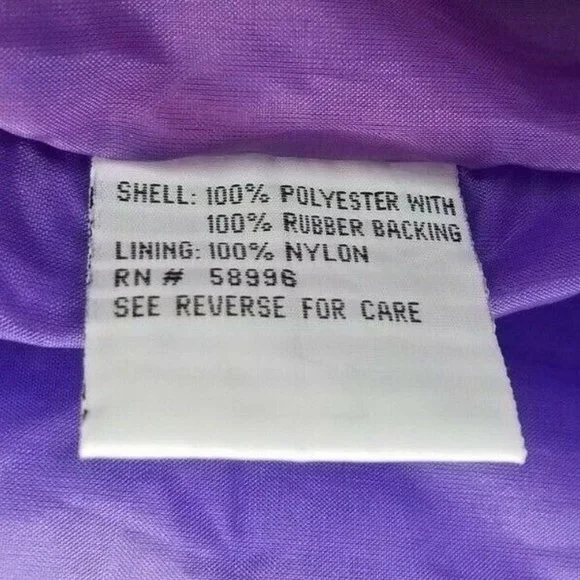 SHELL: 100% POLYESTER WITH
100% RUBBER BACKING
LINING: 100% NYLON
RN # 58996
SEE REVERSE FOR CARE